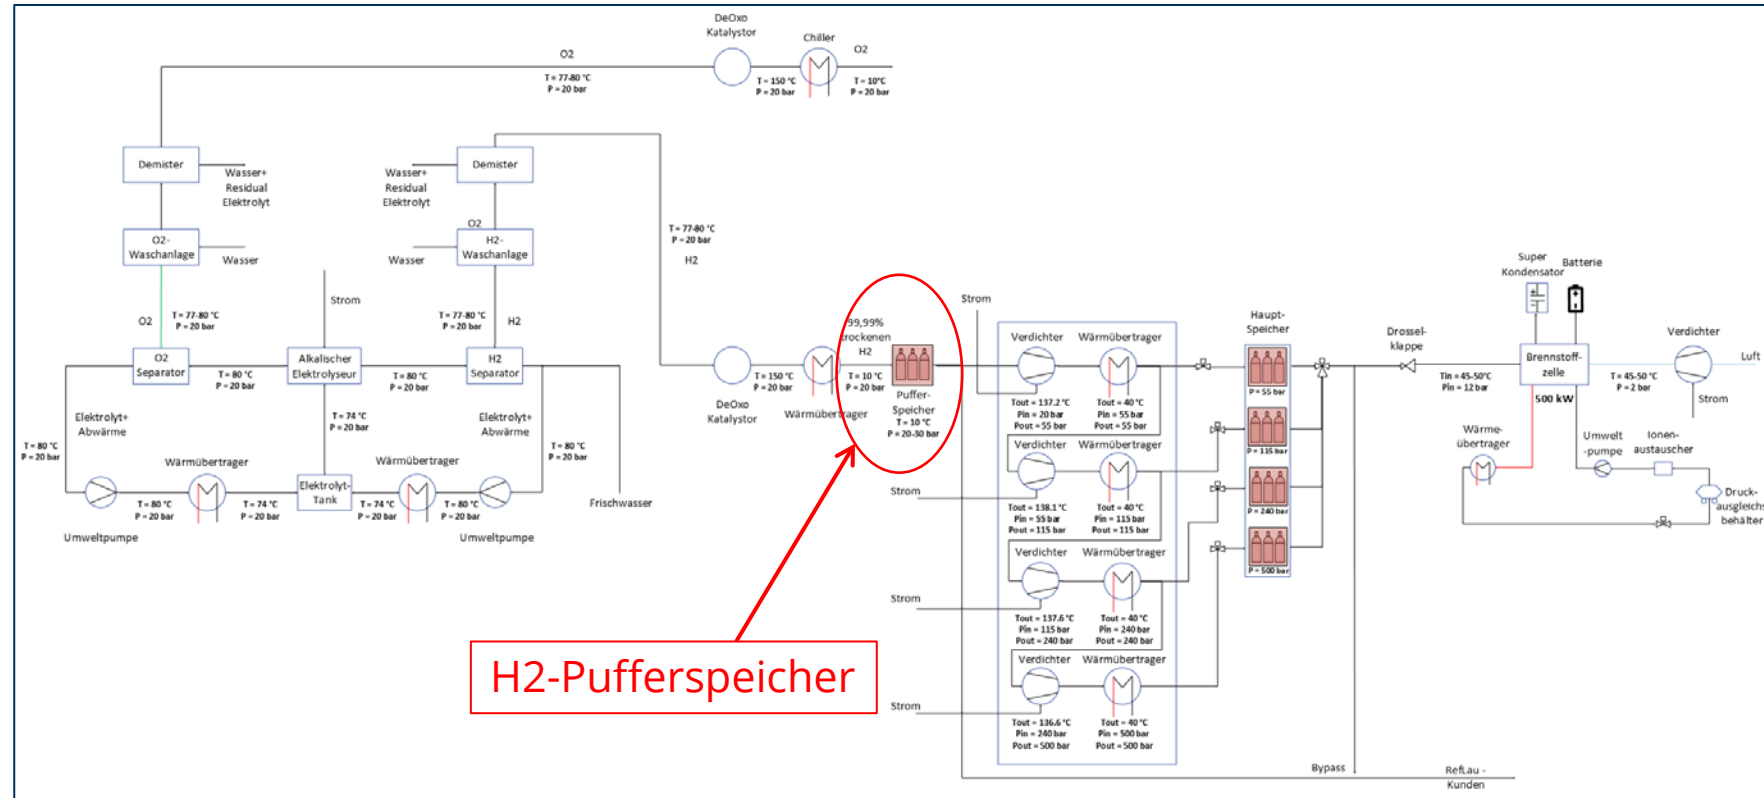 DeOxo
Katalystor
Chiller
O2
O2
T = 77-80 °C
P = 20 bar
T = 150 °C
P = 20 bar
T = 10°C
P = 20 bar
Demister
Wasser+
Residual
Elektrolyt
Wasser+
Residual
Elektrolyt
Demister
O2-
Waschanlage
Wasser
O2
H2-
Waschanlage
Wasser
T = 77-80 °C
P = 20 bar
H2
Strom
O2
T = 77-80 °C
P = 20 bar
T = 77-80 °C
P = 20 bar
H2
O2
Separator
T = 80 °C
P = 20 bar
Alkalischer
Elektrolyseur
T = 80 °C
P = 20 bar
H2
Separator
T = 74 °C
P = 20 bar
Elektrolyt+
Abwärme
Elektrolyt+
Abwärme
T = 80 °C
P = 20 bar
T = 80 °C
P = 20 bar
Wärmübertrager
Wärmübertrager
T = 80 °C
P = 20 bar
T = 74 °C
P = 20 bar
Elektrolyt-
Tank
T = 74 °C
P = 20 bar
T = 80 °C
P = 20 bar
Umweltpumpe
Umweltpumpe
Frischwasser
DeOxo
Katalystor
T = 150 °C
P = 20 bar
Wärmübertrager
99,99%
trockenen
H2
T = 10 °C
P = 20 bar
Puffer-
Speicher
T = 10 °C
P = 20-30 bar
H2-Pufferspeicher
Strom
Verdichter
Wärmübertrager
Tout = 137.2 °C
Pin = 20 bar
Pout = 55 bar
Tout = 40 °C
Pin = 55 bar
Pout = 55 bar
Verdichter
Wärmübertrager
Strom
Tout = 138.1 °C
Pin = 55 bar
Pout = 115 bar
Tout = 40 °C
Pin = 115 bar
Pout = 115 bar
Verdichter
Wärmübertrager
Strom
Tout = 137.6 °C
Pin = 115 bar
Pout = 240 bar
Tout = 40 °C
Pin = 240 bar
Pout = 240 bar
Verdichter
Wärmübertrager
Strom
Tout = 136.6 °C
Pin = 240 bar
Pout = 500 bar
Tout = 40 °C
Pin = 500 bar
Pout = 500 bar
Haupt-
Speicher
P = 55 bar
P = 115 bar
P = 240 bar
P = 500 bar
Bypass
RefLau -
Kunden
Drossel-
klappe
Tin = 45-50°C
Pin = 12 bar
Super
Kondensator
Batterie
Brennstoff-
zelle
500 kW
T = 45-50 °C
P = 2 bar
Verdichter
Luft
Strom
Wärme-
übertrager
Umwelt
-pumpe
Ionen-
austauscher
Druck-
ausgleichs
behälter